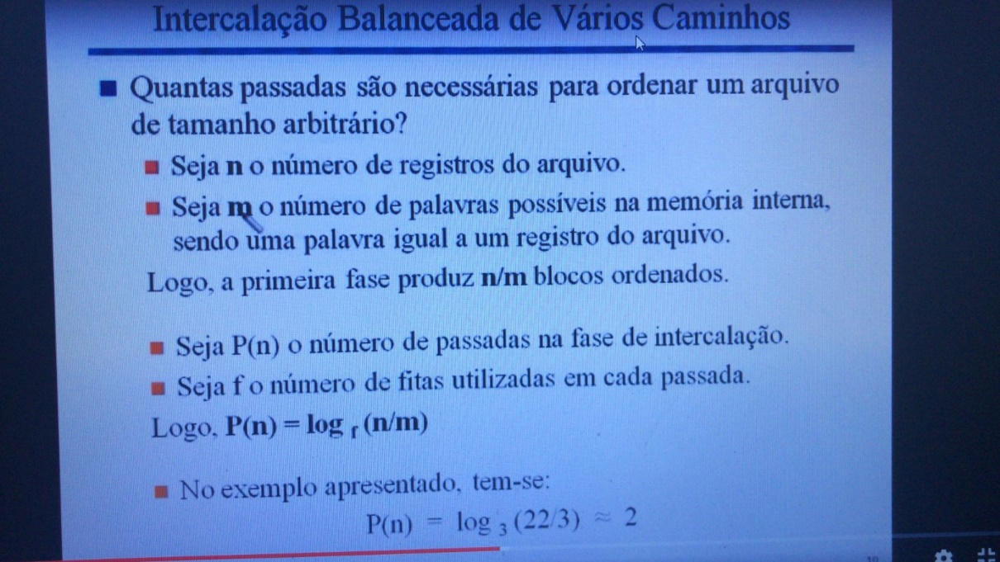 Intercalação Balanceada de Vários Caminhos
Quantas passadas são necessárias para ordenar um arquivo
de tamanho arbitrário?
Seja n o número de registros do arquivo.
Seja m o número de palavras possíveis na memória interna,
sendo uma palavra igual a um registro do arquivo.
Logo, a primeira fase produz n/m blocos ordenados.
Seja P(n) o número de passadas na fase de intercalação.
Seja f o número de fitas utilizadas em cada passada.
Logo, P(n) = log f (n/m)
No exemplo apresentado, tem-se:
P(n) = log 3 (22/3) ≈ 2